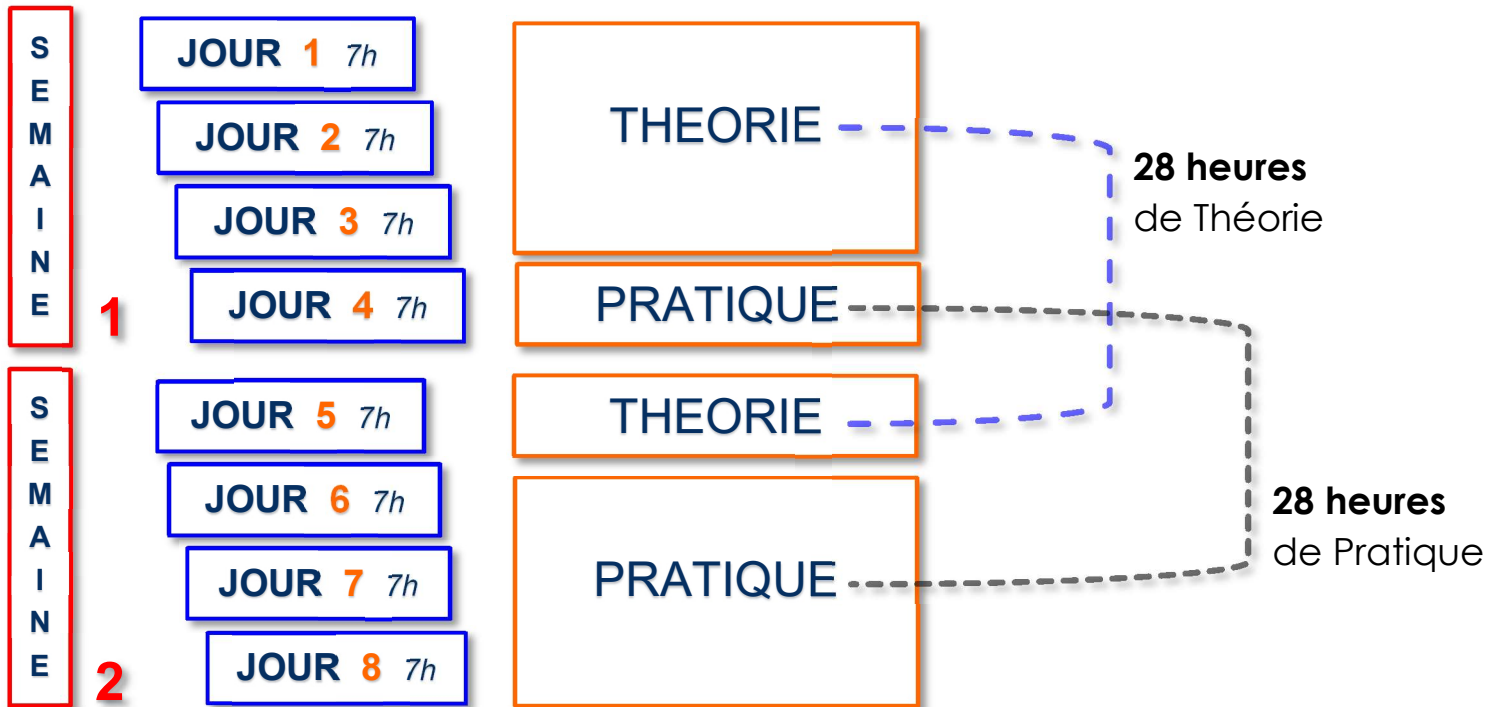 SEMAINE 1
JOUR 1 7h
JOUR 2 7h
JOUR 3 7h
JOUR 4 7h
THEORIE
PRATIQUE
28 heures
de Théorie
SEMAINE 2
JOUR 5 7h
JOUR 6 7h
JOUR 7 7h
JOUR 8 7h
THEORIE
PRATIQUE
28 heures
de Pratique